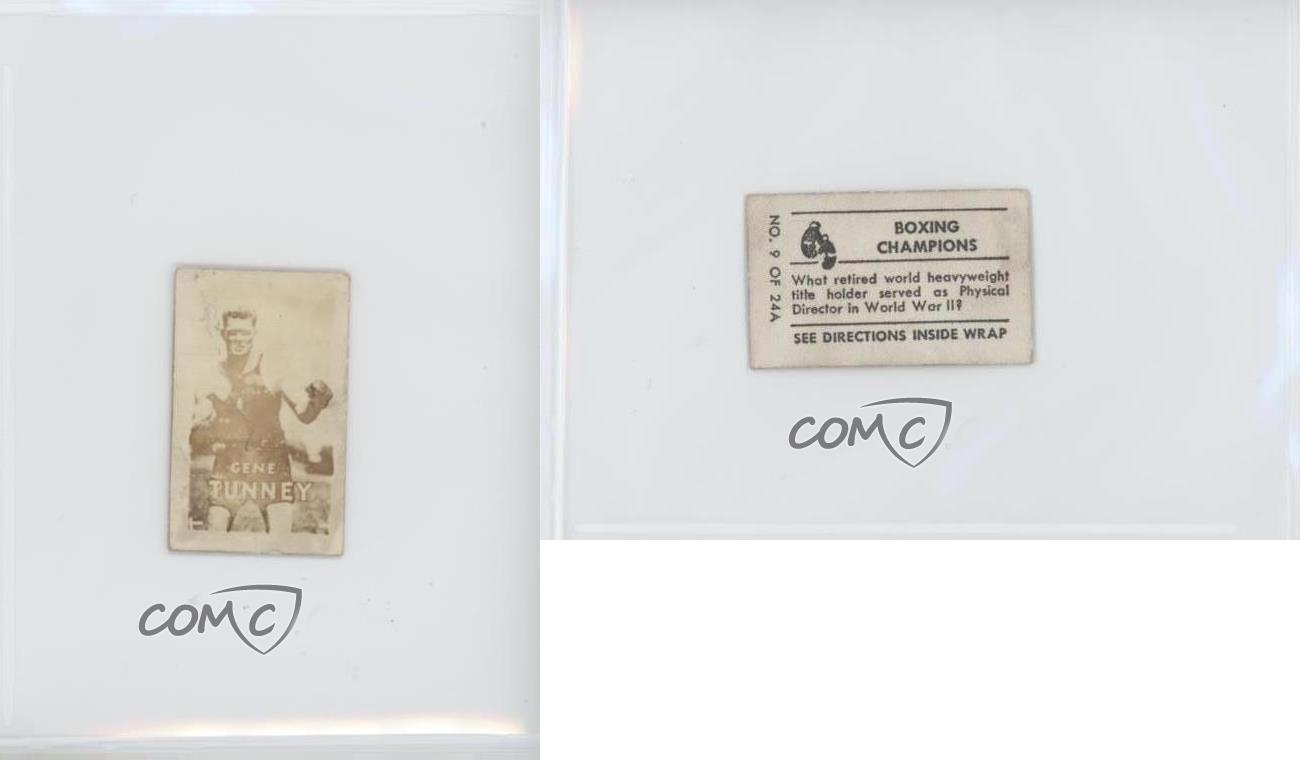 GENE
TUNNEY
COMC
NO. 9 OF 24A
BOXING
CHAMPIONS
What retired world heavyweight
title holder served as Physical
Director in World War II?
SEE DIRECTIONS INSIDE WRAP
COMC